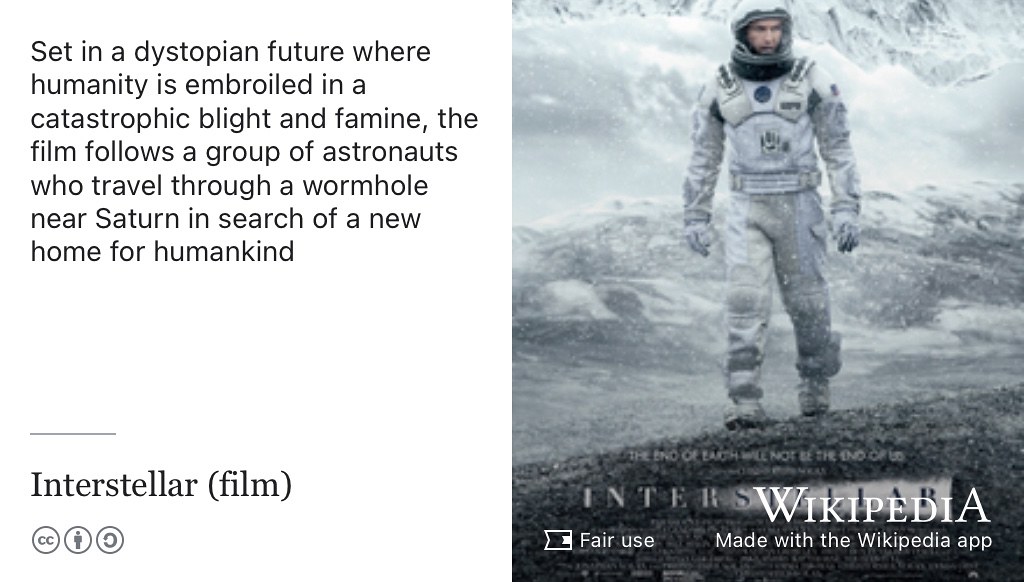 Set in a dystopian future where
humanity is embroiled in a
catastrophic blight and famine, the
film follows a group of astronauts
who travel through a wormhole
near Saturn in search of a new
home for humankind
Interstellar (film)
cc
THE END OF EARTH WILL NOT BE THE END OF US
INTERSTELLAR
WIKIPEDIA
Fair use
Made with the Wikipedia app